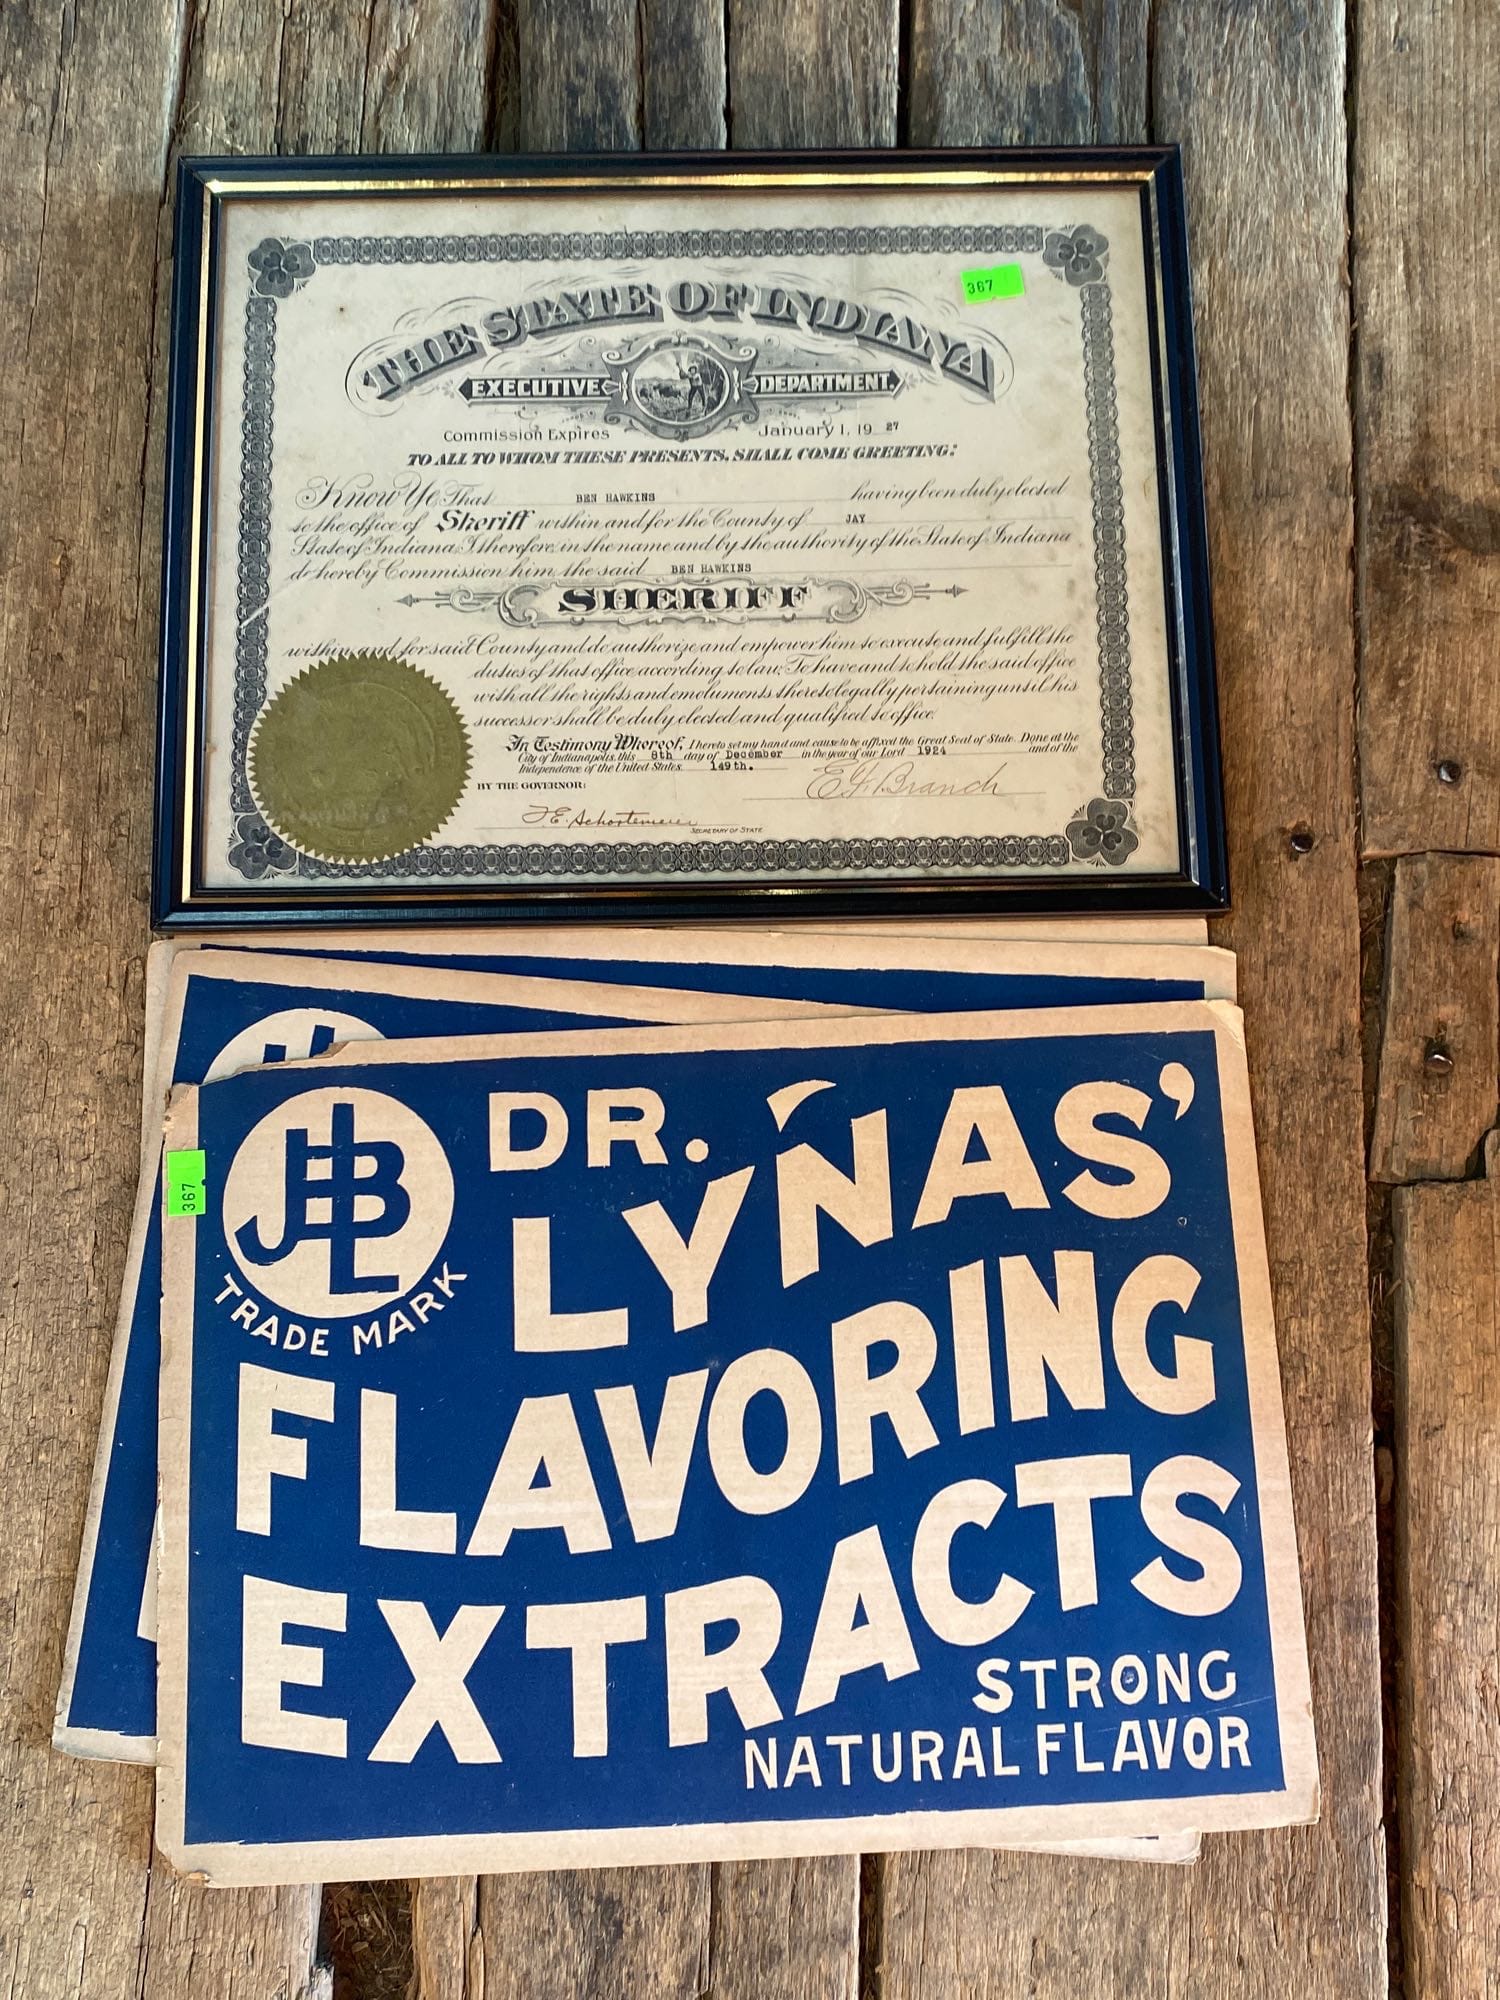 367
THE STATE OF INDIANA
EXECUTIVE DEPARTMENT.
Commission Expires January 1, 19 27
TO ALL TO WHOM THESE PRESENTS, SHALL COME GREETING:
Know Ye That BEN HAWKINS having been duly elected
to the office of Sheriff within and for the County of JAY
State of Indiana, I therefore, in the name and by the authority of the State of Indiana
do hereby Commission him, the said BEN HAWKINS
SHERIFF
within and for said County and do authorize and empower him to execute and fulfill the
duties of that office according to law; To have and to hold the said office
with all the rights and emoluments thereto legally pertaining until his
successor shall be duly elected and qualified to office.
In Testimony Whereof, I hereto set my hand and cause to be affixed the Great Seal of State. Done at the
City of Indianapolis, this 8th day of December in the year of our Lord 1924 and of the
Independence of the United States. 149th.
BY THE GOVERNOR:
E F Branch
F. E. Schortemeier
SECRETARY OF STATE
367
JBL
TRADE MARK
DR.
LYNAS'
FLAVORING
EXTRACTS
STRONG
NATURAL FLAVOR